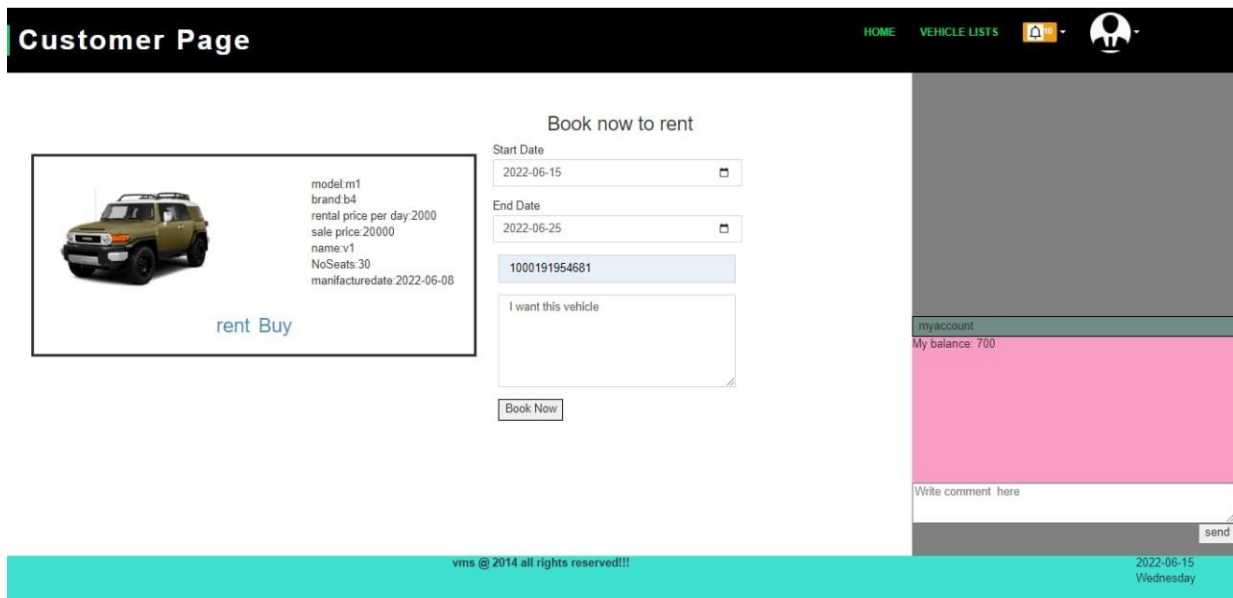 Customer Page
HOME
VEHICLE LISTS
10
Book now to rent
Start Date
2022-06-15
End Date
2022-06-25
1000191954681
I want this vehicle
Book Now
model:m1
brand:b4
rental price per day:2000
sale price:20000
name:v1
NoSeats:30
manifacturedate:2022-06-08
rent Buy
myaccount
My balance: 700
Write comment here
send
vms @ 2014 all rights reserved!!!
2022-06-15
Wednesday